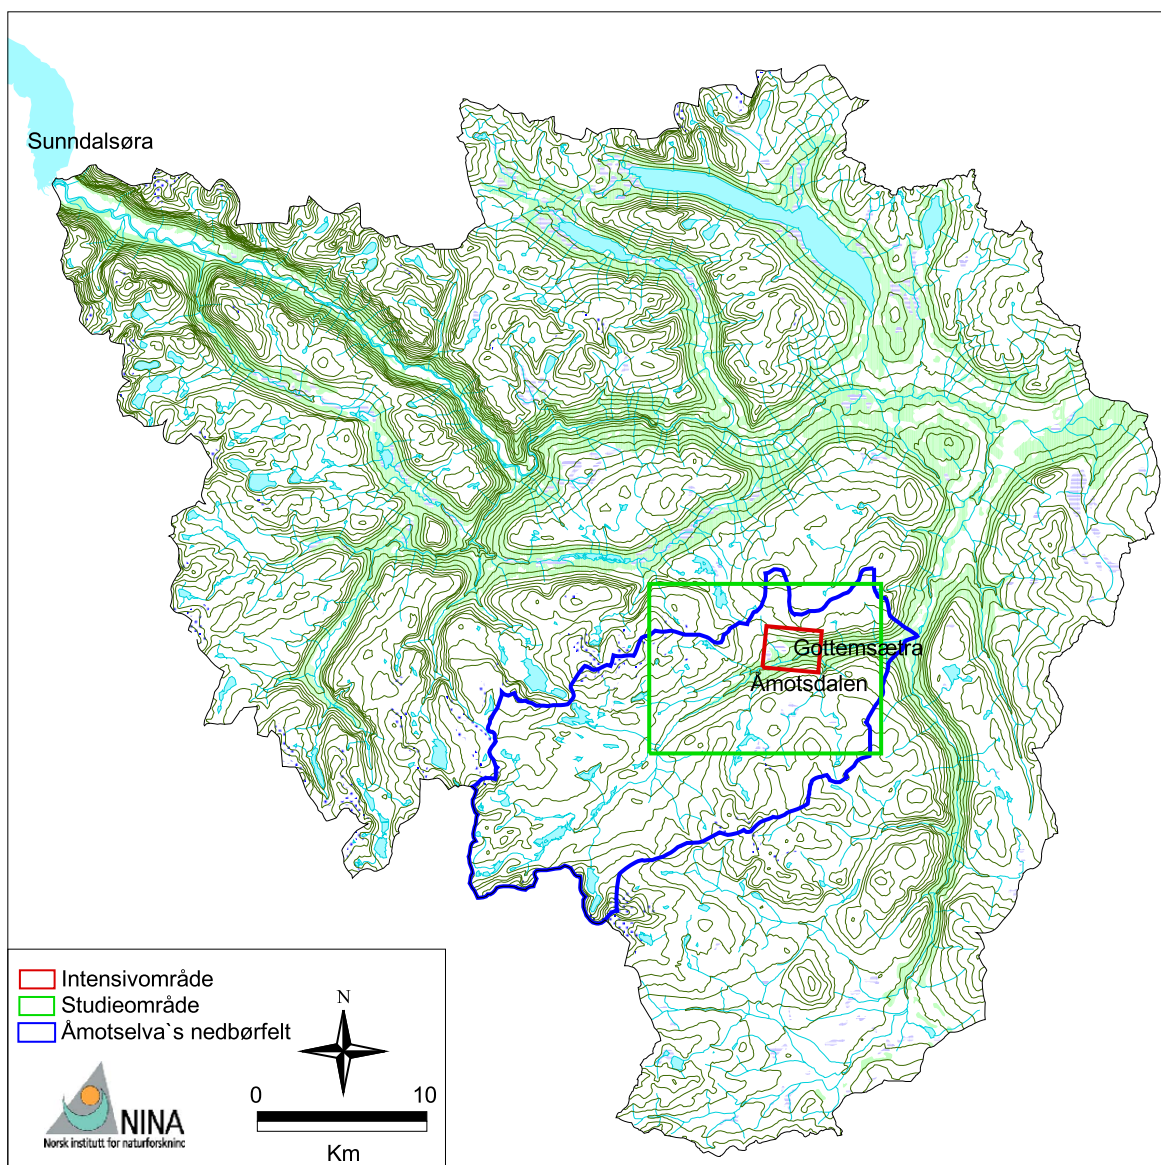 Sunndalsøra
Gottemsætra
Åmotsdalen
Intensivområde
Studieområde
Åmotselva`s nedbørfelt
N
0 10
Km
NINA
Norsk institutt for naturforskning